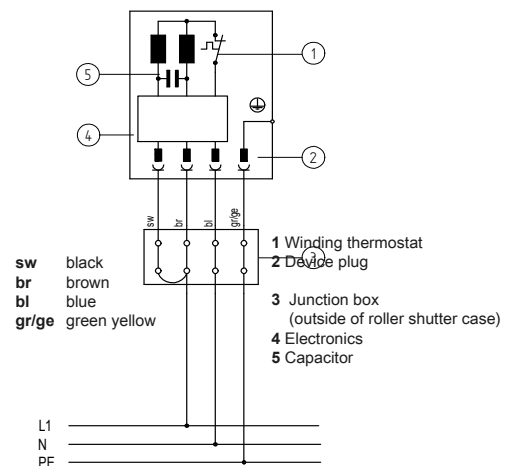 1
5
4
2
sw
br
bl
gr/ge
3
sw black
br brown
bl blue
gr/ge green yellow
1 Winding thermostat
2 Device plug
3 Junction box
(outside of roller shutter case)
4 Electronics
5 Capacitor
L1
N
PE